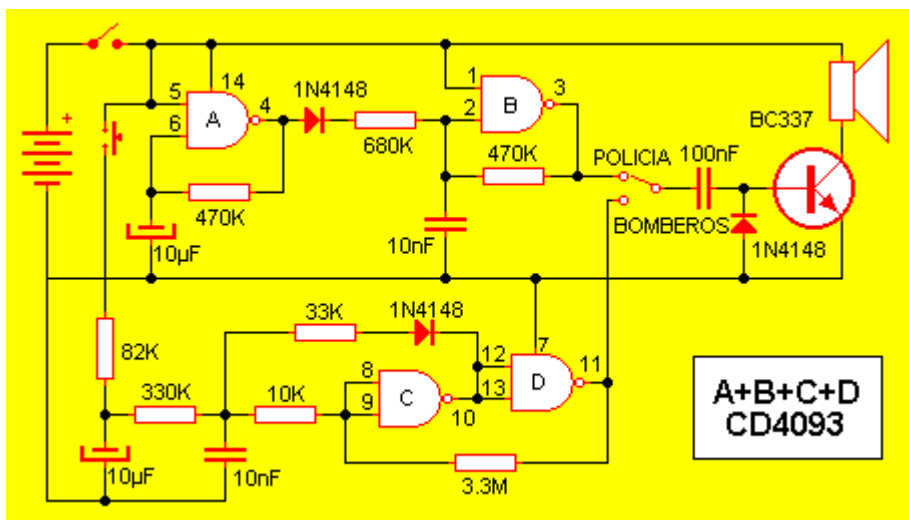 +
14
5
6
A
4
1N4148
680K
470K
10µF
1
2
B
3
470K
10nF
POLICIA
BOMBEROS
100nF
BC337
1N4148
82K
330K
10µF
10nF
33K
1N4148
10K
8
9
C
10
12
13
D
7
11
3.3M
A+B+C+D
CD4093